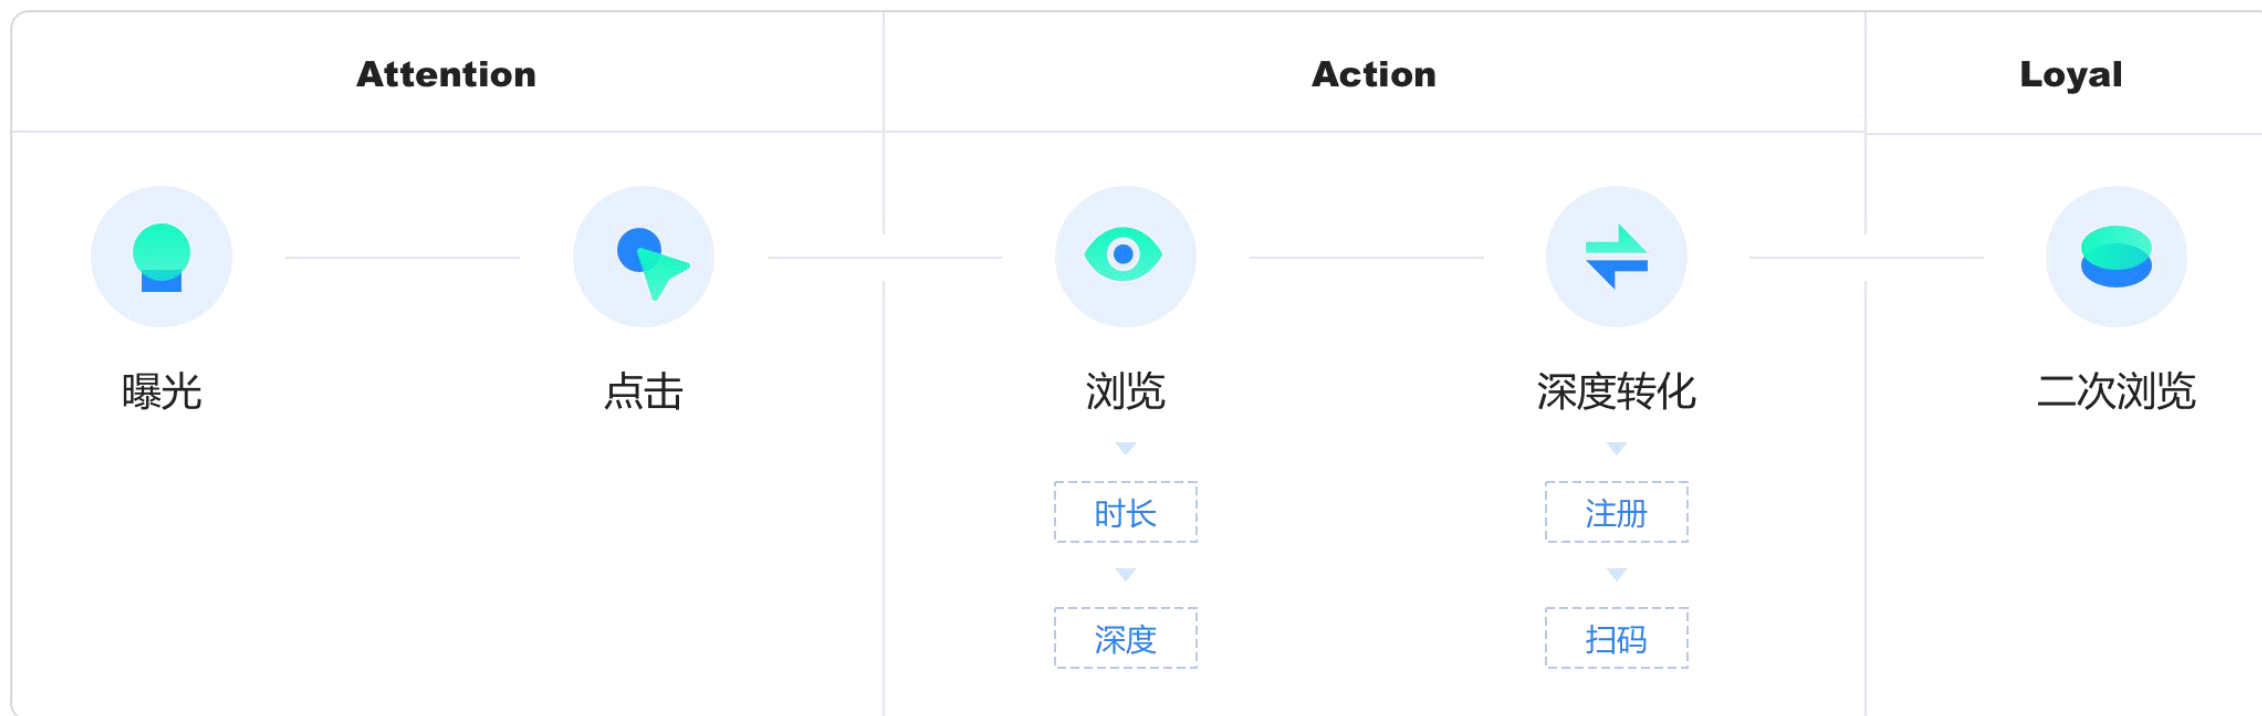 Attention
Action
Loyal
曝光
点击
浏览
深度转化
二次浏览
时长
注册
深度
扫码